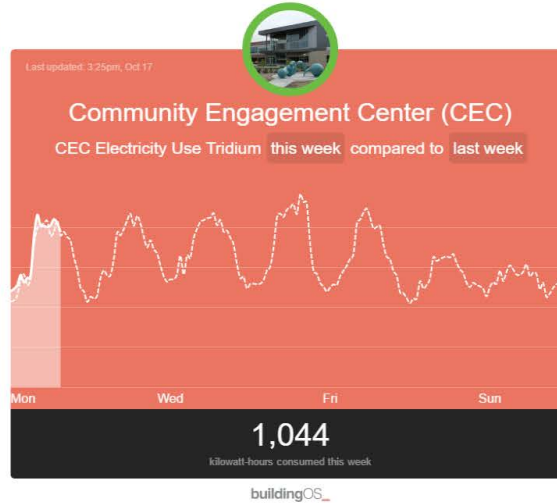 Last updated: 3:25pm, Oct 17
Community Engagement Center (CEC)
CEC Electricity Use Tridium this week compared to last week
Mon Wed Fri Sun
1,044
kilowatt-hours consumed this week
buildingOS_